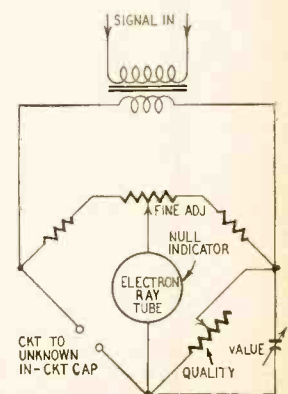 SIGNAL IN
FINE ADJ
NULL
INDICATOR
ELECTRON
RAY
TUBE
CKT TO
UNKNOWN
IN-CKT CAP
VALUE
QUALITY